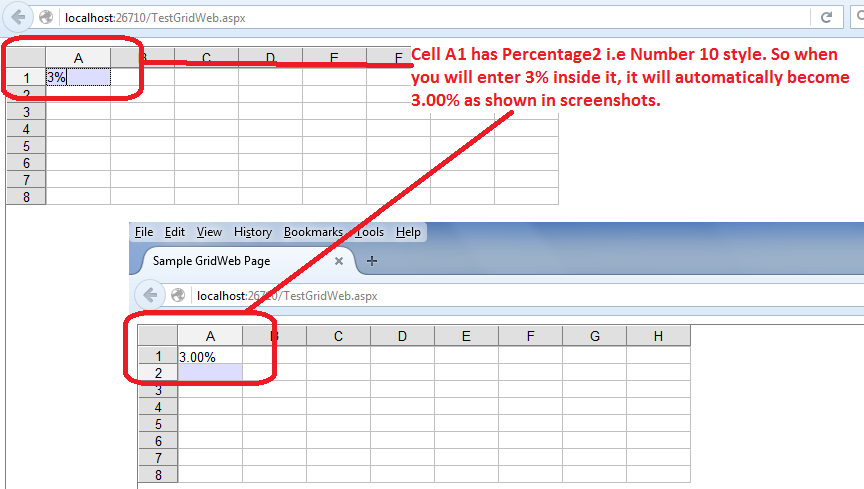 localhost:26710/TestGridWeb.aspx
A B C D E F
1 3%
2
3
4
5
6
7
8
Cell A1 has Percentage2 i.e Number 10 style. So when
you will enter 3% inside it, it will automatically become
3.00% as shown in screenshots.
File Edit View History Bookmarks Tools Help
Sample GridWeb Page
localhost:26710/TestGridWeb.aspx
A B C D E F G H
1 3.00%
2
3
4
5
6
7
8